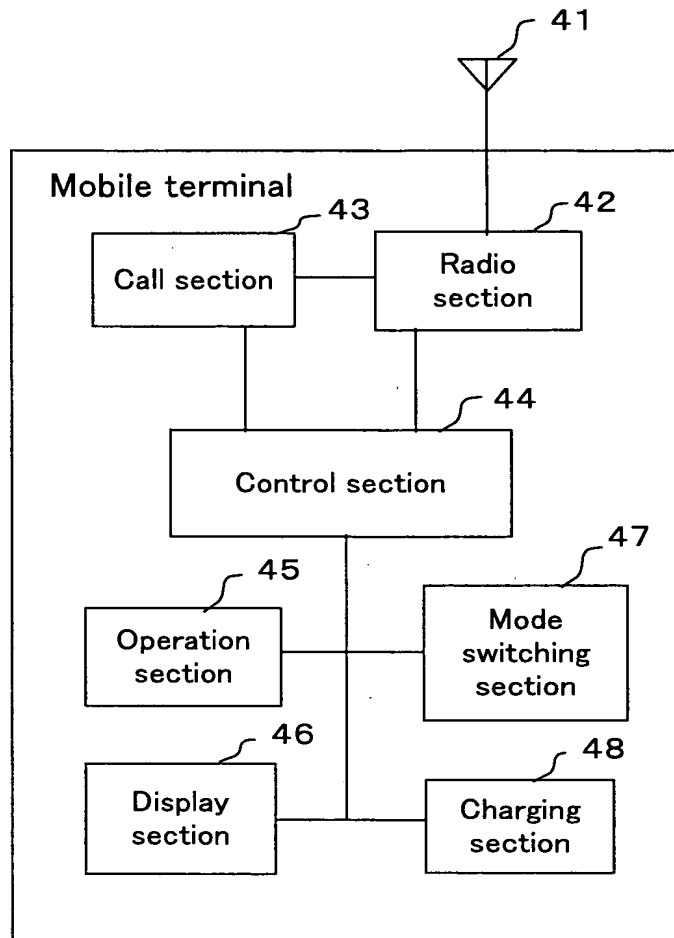 41
Mobile terminal
43
42
Call section
Radio
section
44
Control section
45
47
Operation
section
Mode
switching
section
46
48
Display
section
Charging
section